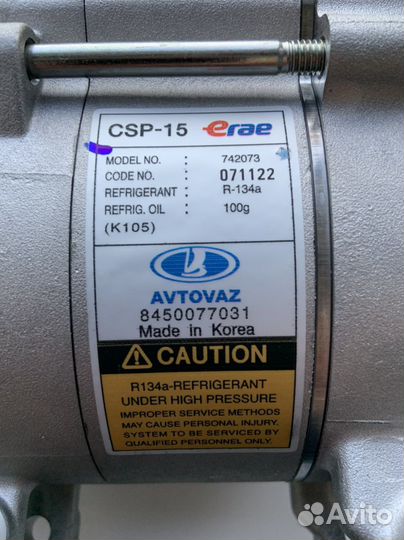 CSP-15 erae
MODEL NO. : 742073
CODE NO. : 071122
REFRIGERANT : R-134a
REFRIG. OIL : 100g
(K105)
AVTOVAZ
8450077031
Made in Korea
CAUTION
R134a-REFRIGERANT
UNDER HIGH PRESSURE
IMPROPER SERVICE METHODS
MAY CAUSE PERSONAL INJURY.
SYSTEM TO BE SERVICED BY
QUALIFIED PERSONNEL ONLY.
Avito